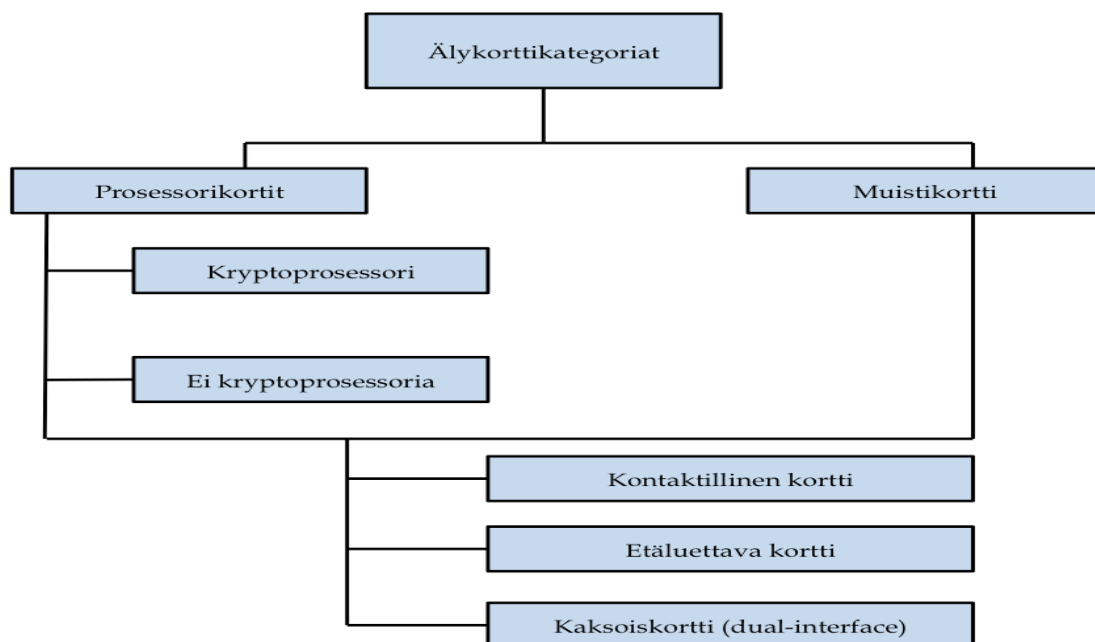 Älykorttikategoriat
Prosessorikortit
Muistikortti
Kryptoprosessori
Ei kryptoprosessoria
Kontaktillinen kortti
Etäluettava kortti
Kaksoiskortti (dual-interface)